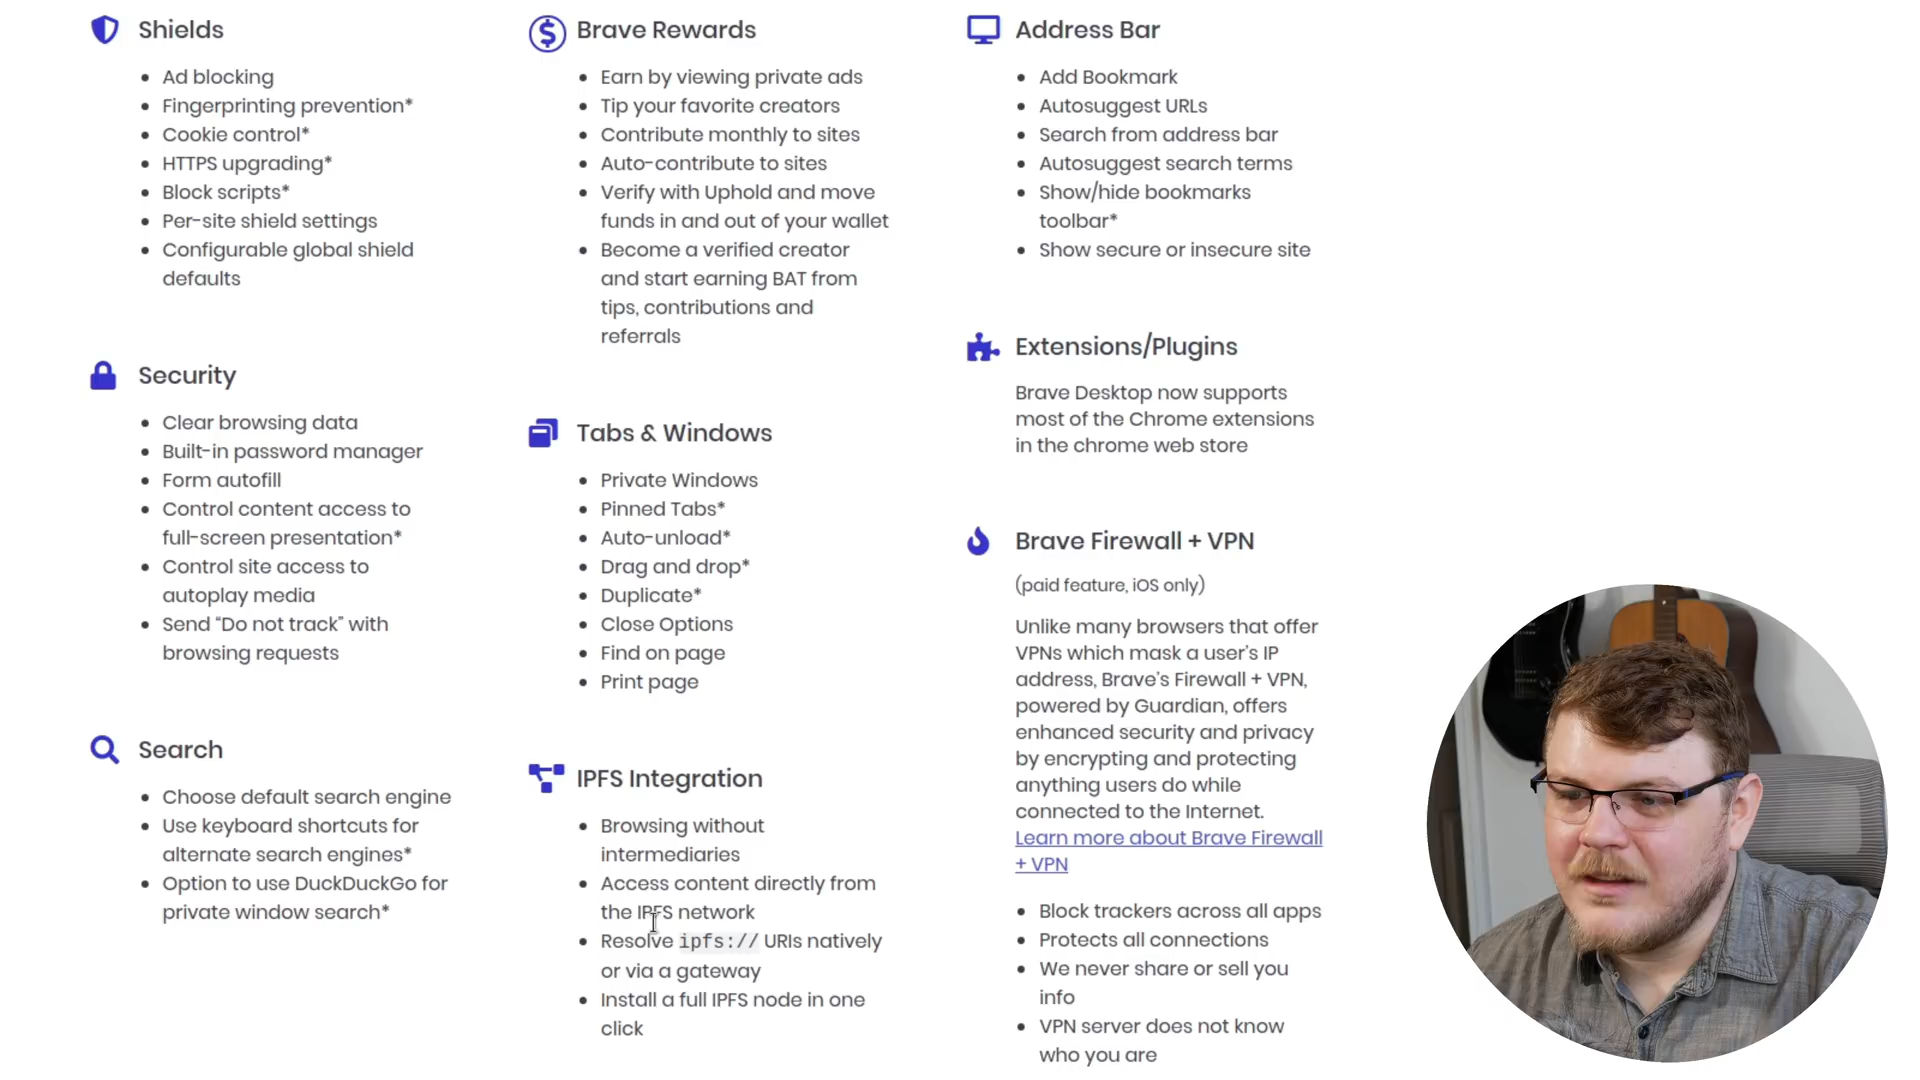 Shields
Ad blocking
Fingerprinting prevention*
Cookie control*
HTTPS upgrading*
Block scripts*
Per-site shield settings
Configurable global shield
defaults
Security
Clear browsing data
Built-in password manager
Form autofill
Control content access to
full-screen presentation*
Control site access to
autoplay media
Send “Do not track” with
browsing requests
Search
Choose default search engine
Use keyboard shortcuts for
alternate search engines*
Option to use DuckDuckGo for
private window search*
Brave Rewards
Earn by viewing private ads
Tip your favorite creators
Contribute monthly to sites
Auto-contribute to sites
Verify with Uphold and move
funds in and out of your wallet
Become a verified creator
and start earning BAT from
tips, contributions and
referrals
Tabs & Windows
Private Windows
Pinned Tabs*
Auto-unload*
Drag and drop*
Duplicate*
Close Options
Find on page
Print page
IPFS Integration
Browsing without
intermediaries
Access content directly from
the IPFS network
Resolve ipfs:// URIs natively
or via a gateway
Install a full IPFS node in one
click
Address Bar
Add Bookmark
Autosuggest URLs
Search from address bar
Autosuggest search terms
Show/hide bookmarks
toolbar*
Show secure or insecure site
Extensions/Plugins
Brave Desktop now supports
most of the Chrome extensions
in the chrome web store
Brave Firewall + VPN
(paid feature, iOS only)
Unlike many browsers that offer
VPNs which mask a user's IP
address, Brave's Firewall + VPN,
powered by Guardian, offers
enhanced security and privacy
by encrypting and protecting
anything users do while
connected to the Internet.
Learn more about Brave Firewall
+ VPN
Block trackers across all apps
Protects all connections
We never share or sell you
info
VPN server does not know
who you are